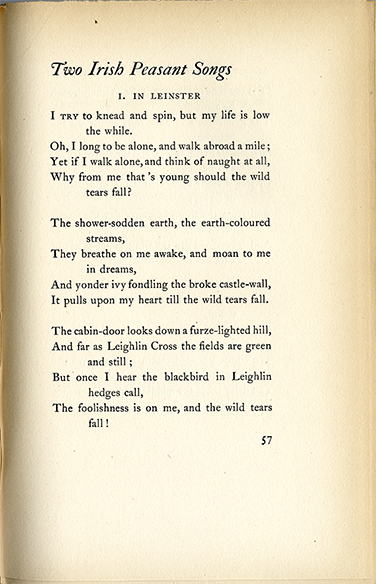 Two Irish Peasant Songs
I. IN LEINSTER
I TRY to knead and spin, but my life is low
the while.
Oh, I long to be alone, and walk abroad a mile;
Yet if I walk alone, and think of naught at all,
Why from me that's young should the wild
tears fall?
The shower-sodden earth, the earth-coloured
streams,
They breathe on me awake, and moan to me
in dreams,
And yonder ivy fondling the broke castle-wall,
It pulls upon my heart till the wild tears fall.
The cabin-door looks down a furze-lighted hill,
And far as Leighlin Cross the fields are green
and still;
But once I hear the blackbird in Leighlin
hedges call,
The foolishness is on me, and the wild tears
fall!
57